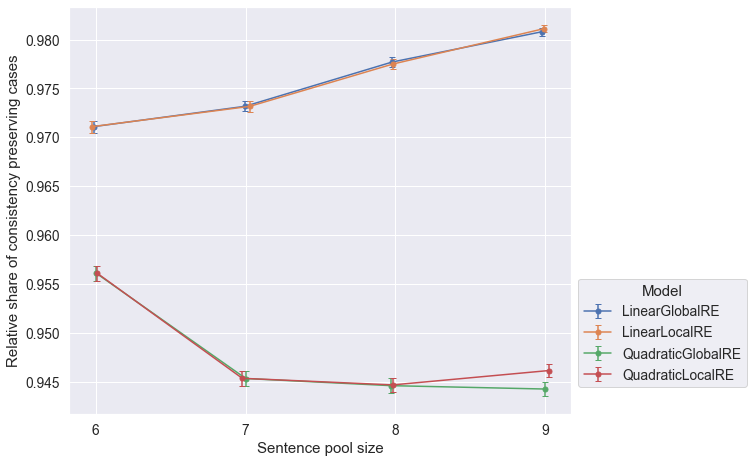 Relative share of consistency preserving cases
0.980
0.975
0.970
0.965
0.960
0.955
0.950
0.945
6 7 8 9
Sentence pool size
Model
LinearGlobalRE
LinearLocalRE
QuadraticGlobalRE
QuadraticLocalRE